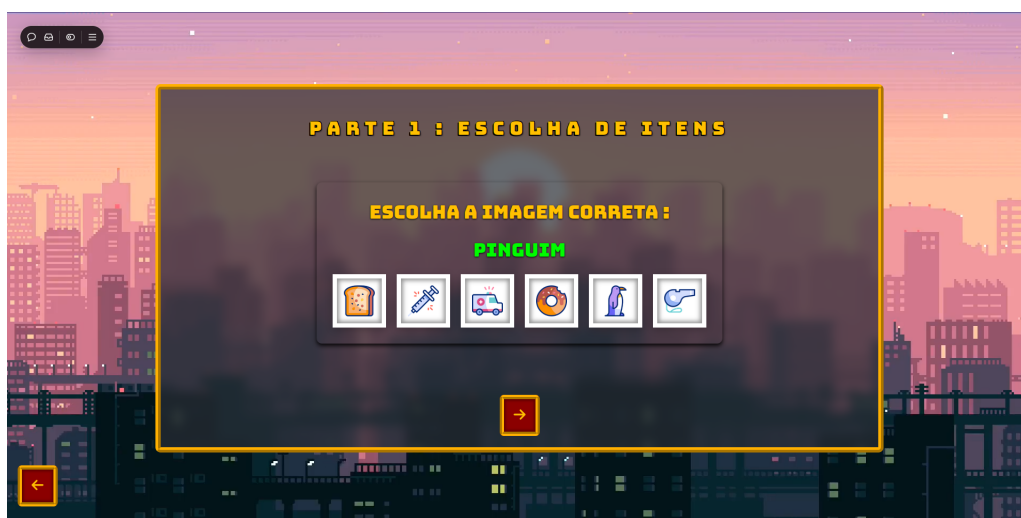 PARTE 1 : ESCOLHA DE ITENS
ESCOLHA A IMAGEM CORRETA :
PINGUIM